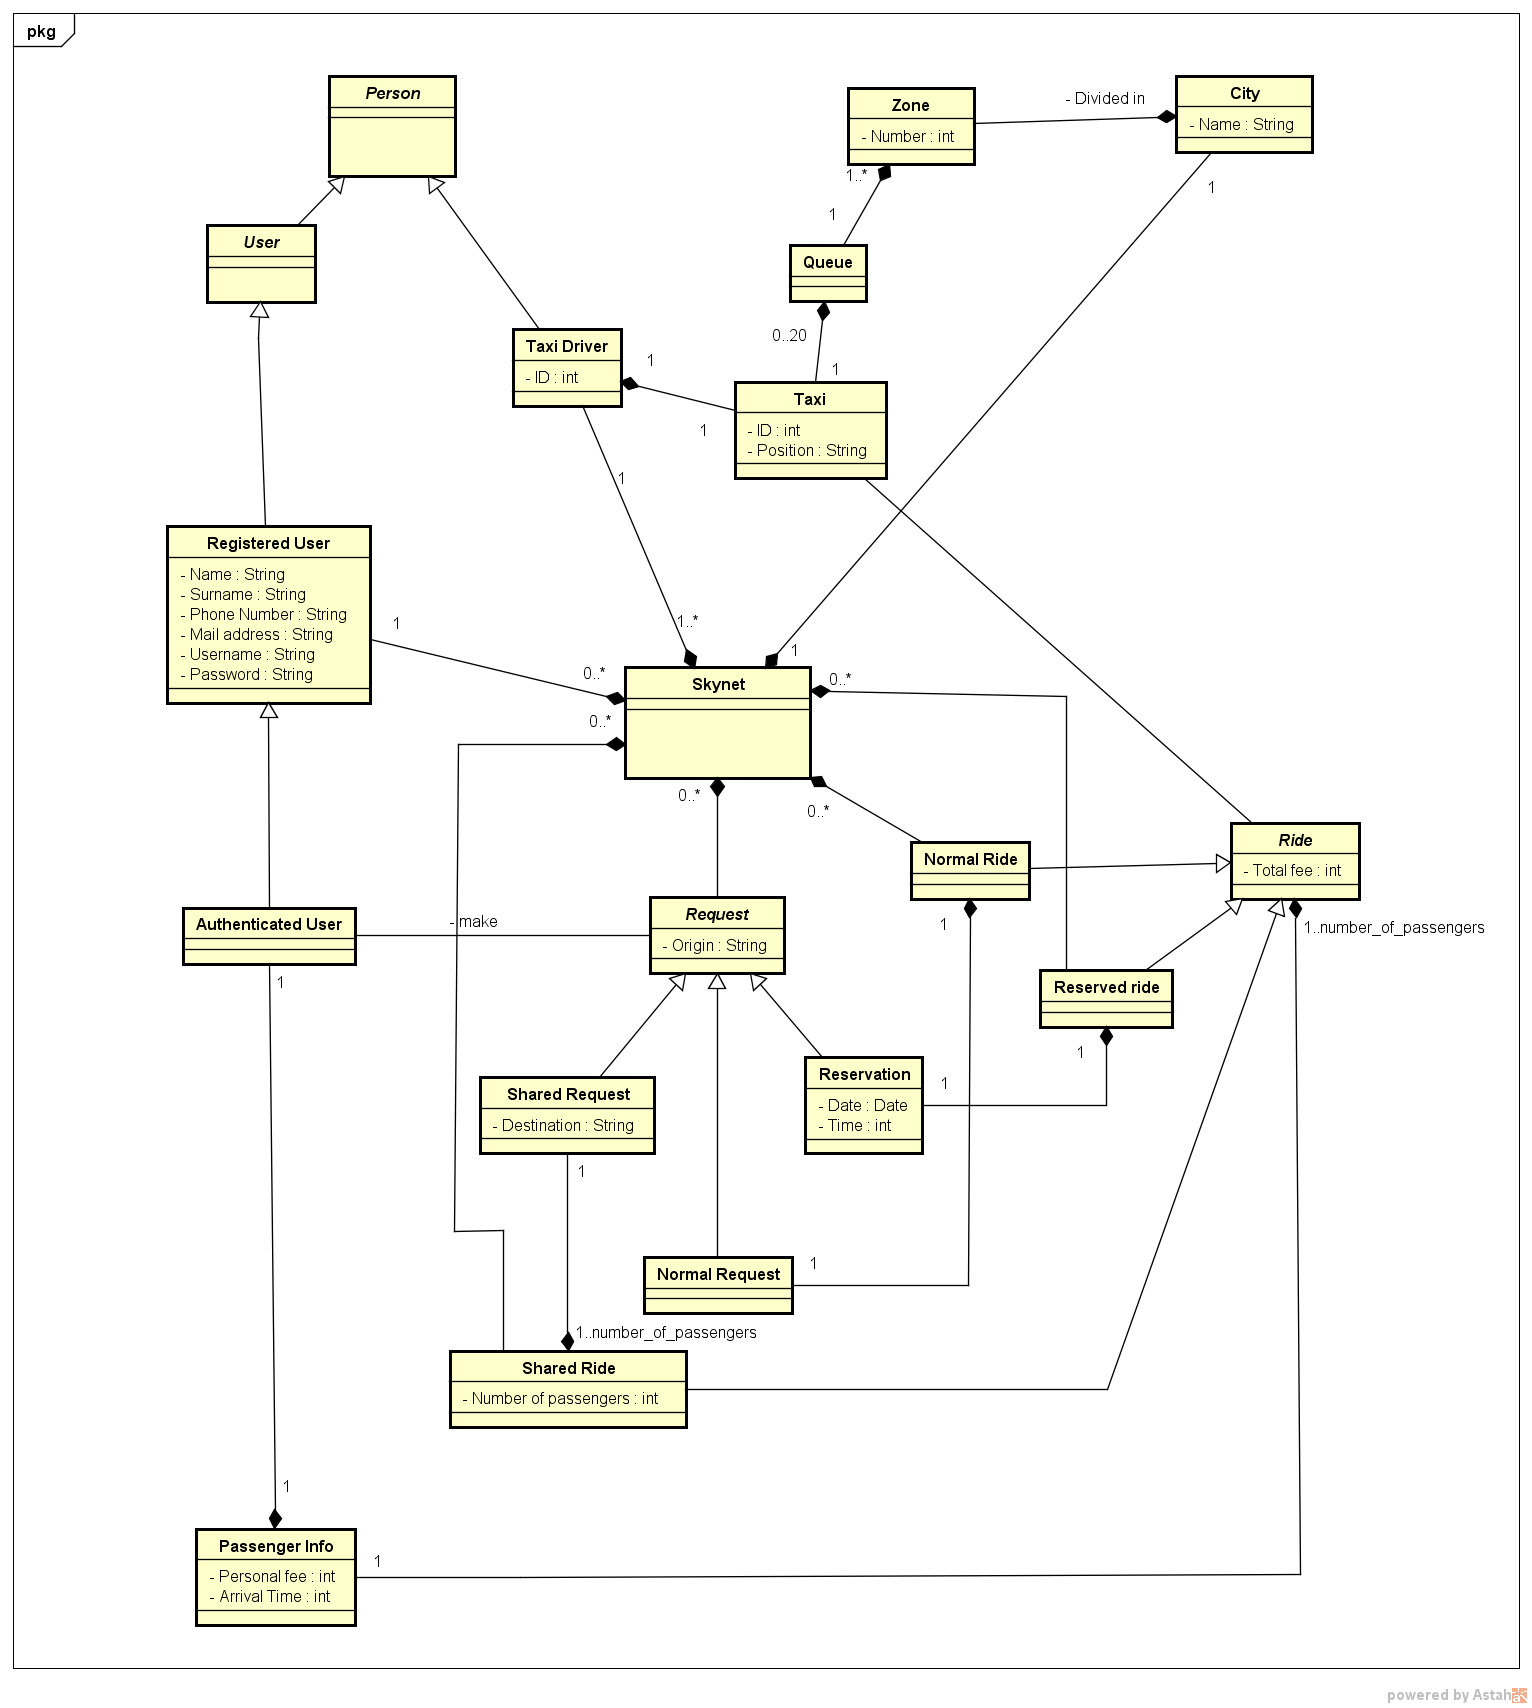 pkg
Person
Zone
- Number : int
- Divided in
City
- Name : String
1..*
1
1
User
Queue
Taxi Driver
- ID : int
0..20
1
1
1
Taxi
- ID : int
- Position : String
1
Registered User
- Name : String
- Surname : String
- Phone Number : String
- Mail address : String
- Username : String
- Password : String
1
1..*
1
0..*
0..*
Skynet
0..*
0..*
0..*
Normal Ride
Ride
- Total fee : int
Authenticated User
- make
Request
- Origin : String
1
1..number_of_passengers
1
Reserved ride
1
Shared Request
- Destination : String
Reservation
- Date : Date
- Time : int
1
1
Normal Request
1
1..number_of_passengers
Shared Ride
- Number of passengers : int
1
Passenger Info
- Personal fee : int
- Arrival Time : int
1
powered by Astah